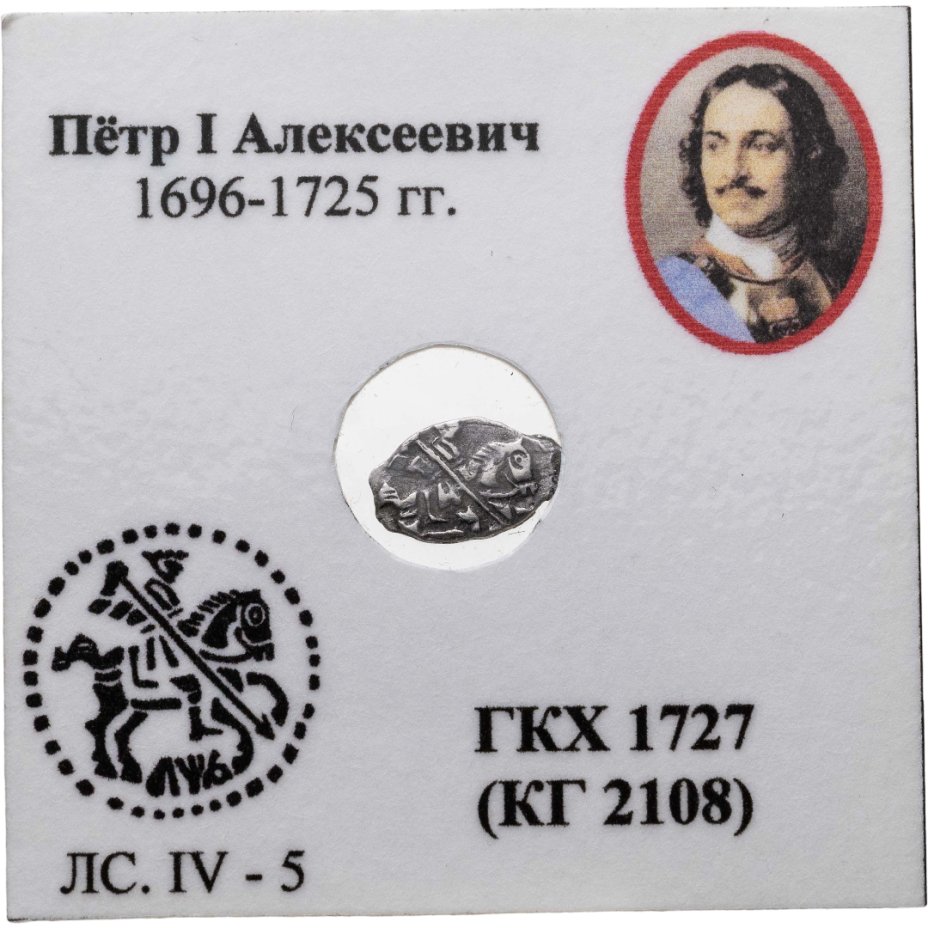 Пётр I Алексеевич
1696-1725 гг.
ГКХ 1727
(КГ 2108)
ЛС. IV - 5